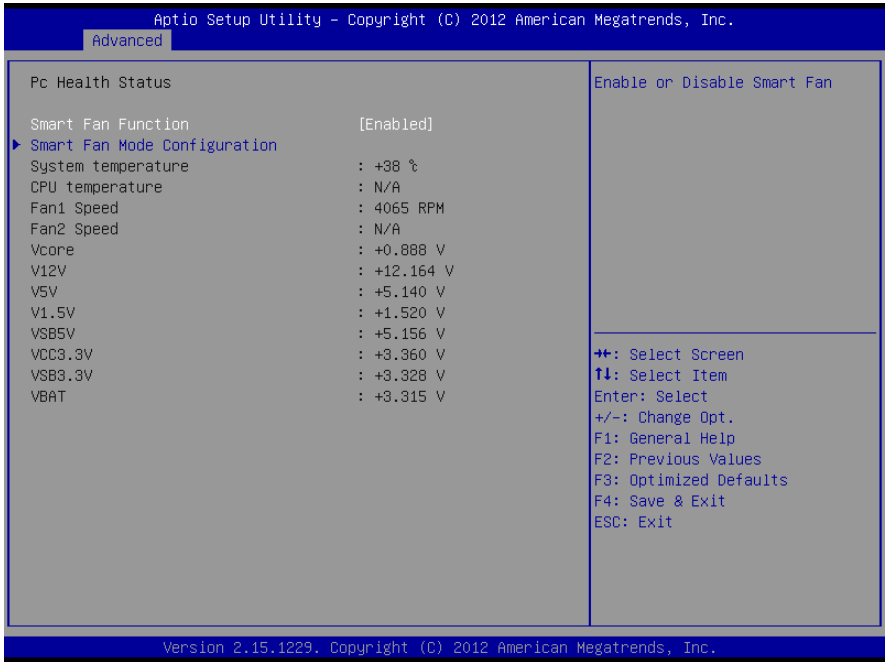 Aptio Setup Utility – Copyright (C) 2012 American Megatrends, Inc.
Advanced
Pc Health Status
Smart Fan Function [Enabled]
Smart Fan Mode Configuration
System temperature : +38 ℃
CPU temperature : N/A
Fan1 Speed : 4065 RPM
Fan2 Speed : N/A
Vcore : +0.888 V
V12V : +12.164 V
V5V : +5.140 V
V1.5V : +1.520 V
VSB5V : +5.156 V
VCC3.3V : +3.360 V
VSB3.3V : +3.328 V
VBAT : +3.315 V
Enable or Disable Smart Fan
→←: Select Screen
↑↓: Select Item
Enter: Select
+/-: Change Opt.
F1: General Help
F2: Previous Values
F3: Optimized Defaults
F4: Save & Exit
ESC: Exit
Version 2.15.1229. Copyright (C) 2012 American Megatrends, Inc.